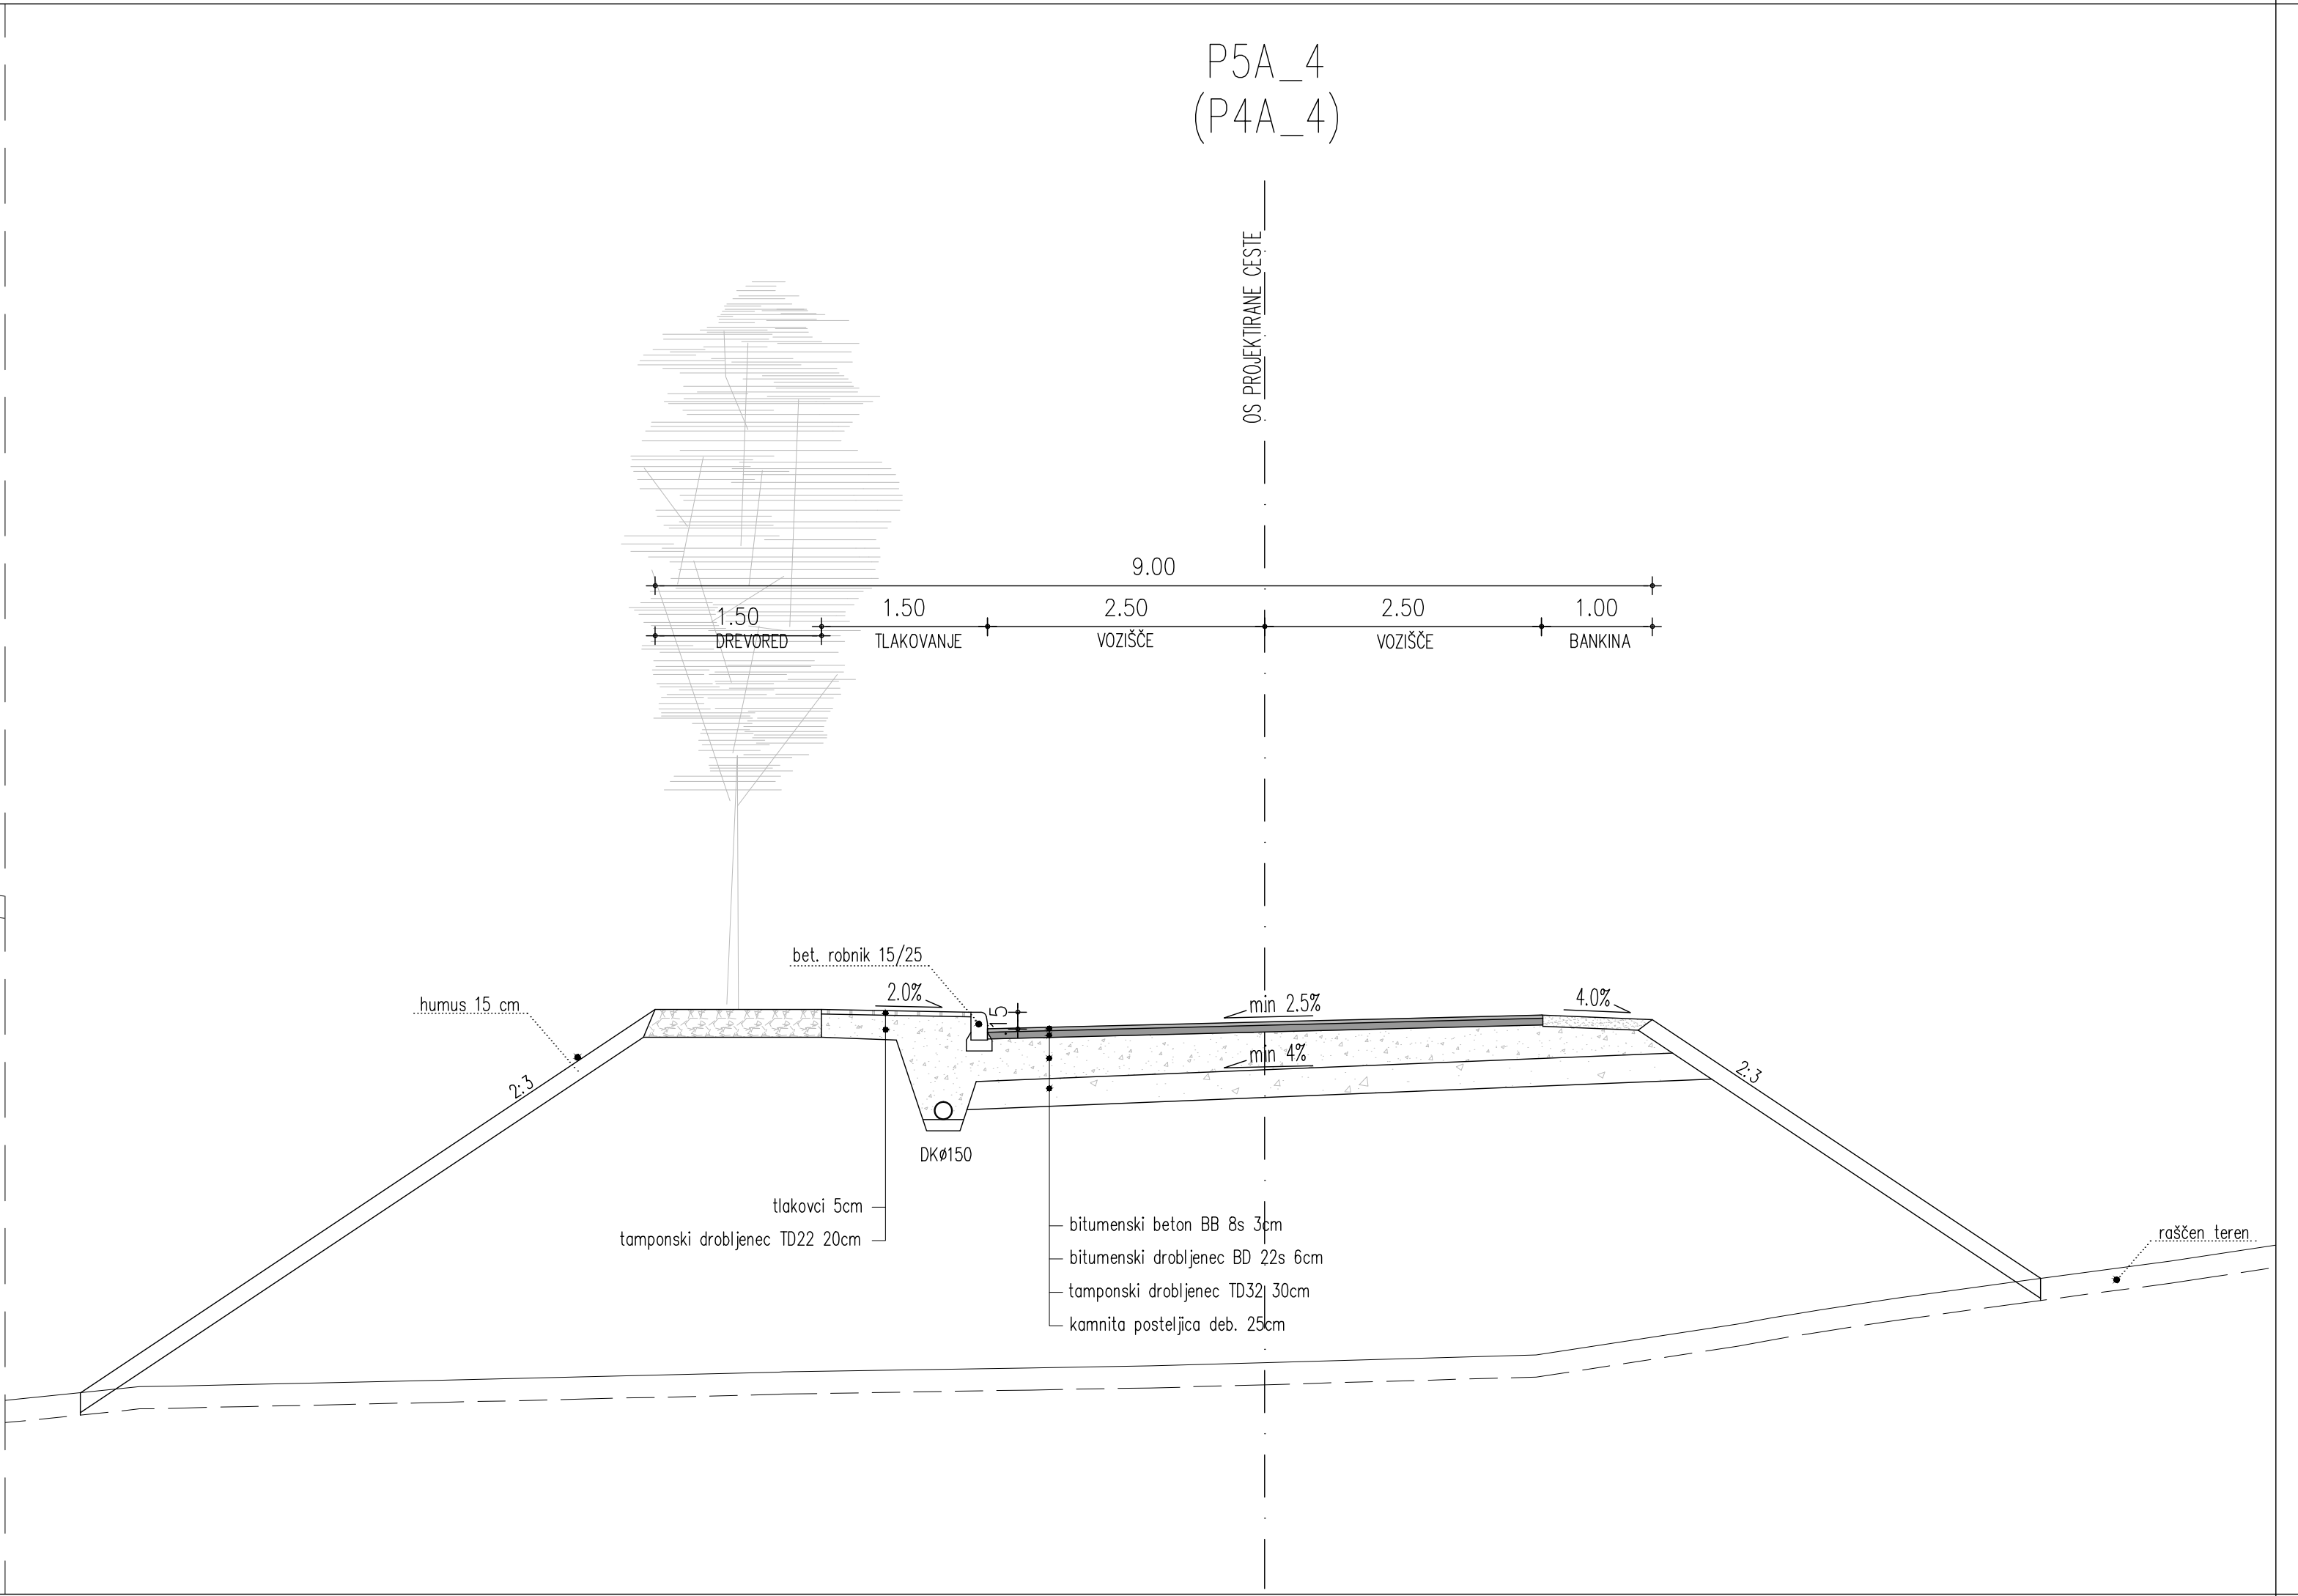 P5A_4
(P4A_4)
OS PROJEKTIRANE CESTE
9.00
1.50
1.50
2.50
2.50
1.00
DREVORED
TLAKOVANJE
VOZIŠČE
VOZIŠČE
BANKINA
bet. robnik 15/25
humus 15 cm
2.0%
.15
min 2.5%
4.0%
min 4%
2:3
2:3
DKø150
tlakovci 5cm
tamponski drobljenec TD22 20cm
bitumenski beton BB 8s 3cm
bitumenski drobljenec BD 22s 6cm
tamponski drobljenec TD32 30cm
kamnita posteljica deb. 25cm
raščen teren